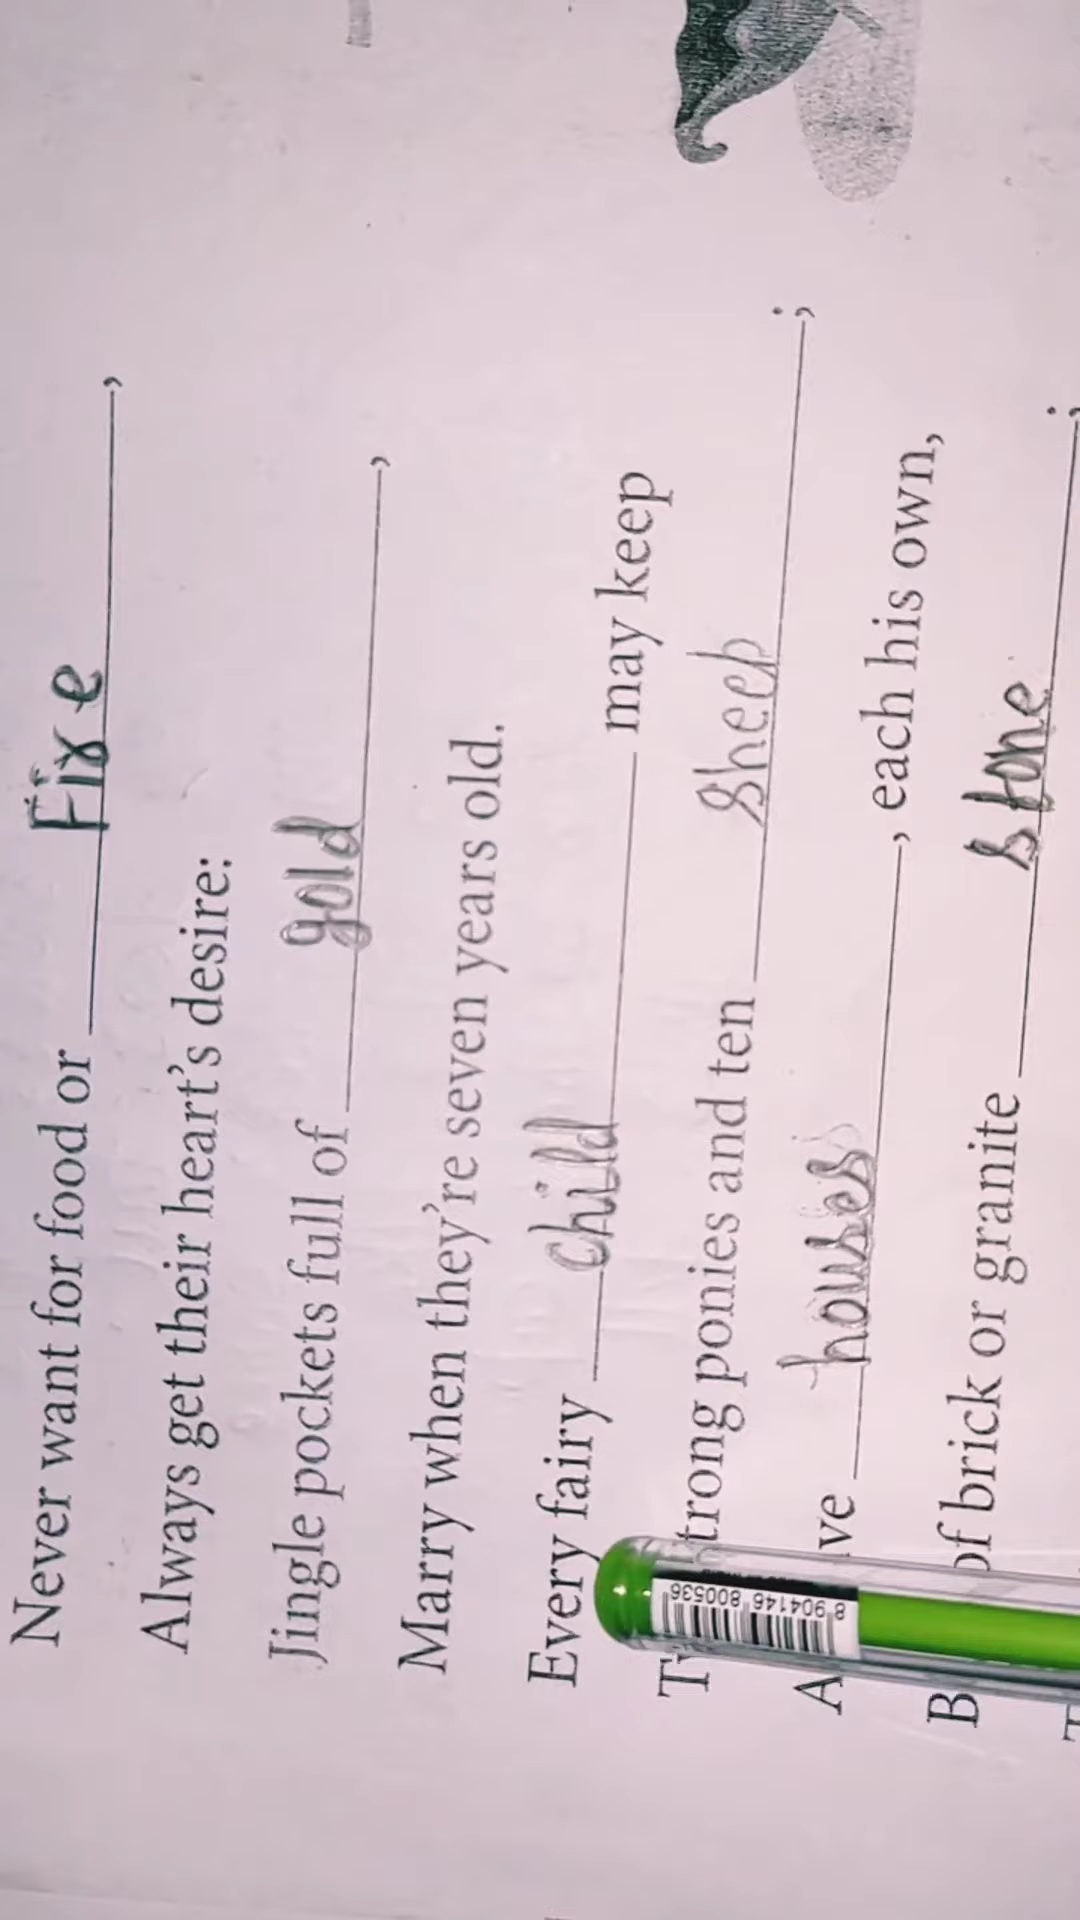 Never want for food or Fire,
Always get their heart's desire:
Jingle pockets full of gold,
Marry when they're seven years old.
Every fairy child may keep
T trong ponies and ten sheep;
A ve houses, each his own,
B of brick or granite stone;
8 904146 800536